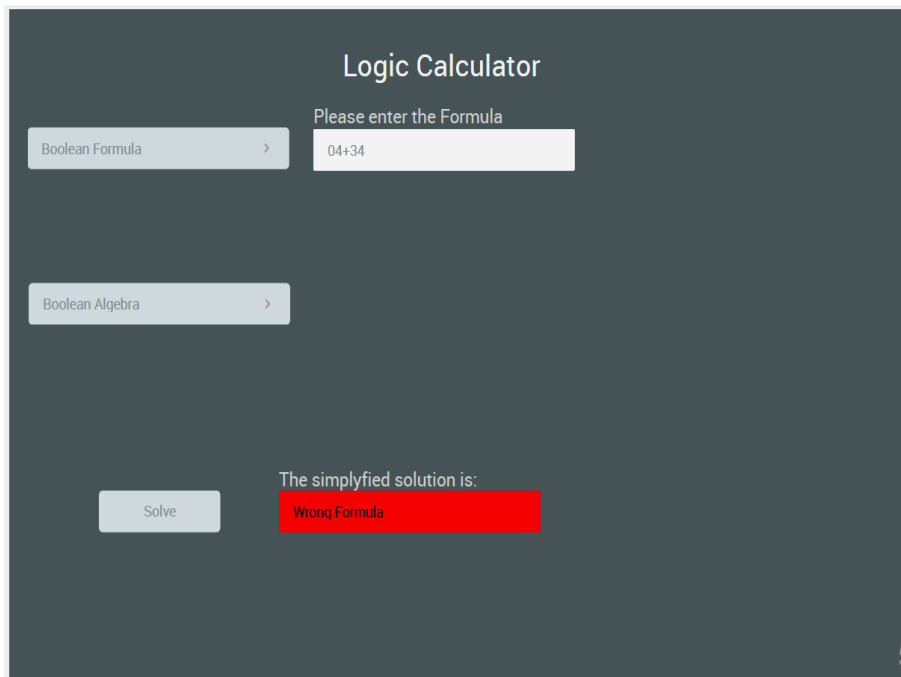 Logic Calculator
Please enter the Formula
Boolean Formula
04+34
Boolean Algebra
The simplyfied solution is:
Solve
Wrong Formula